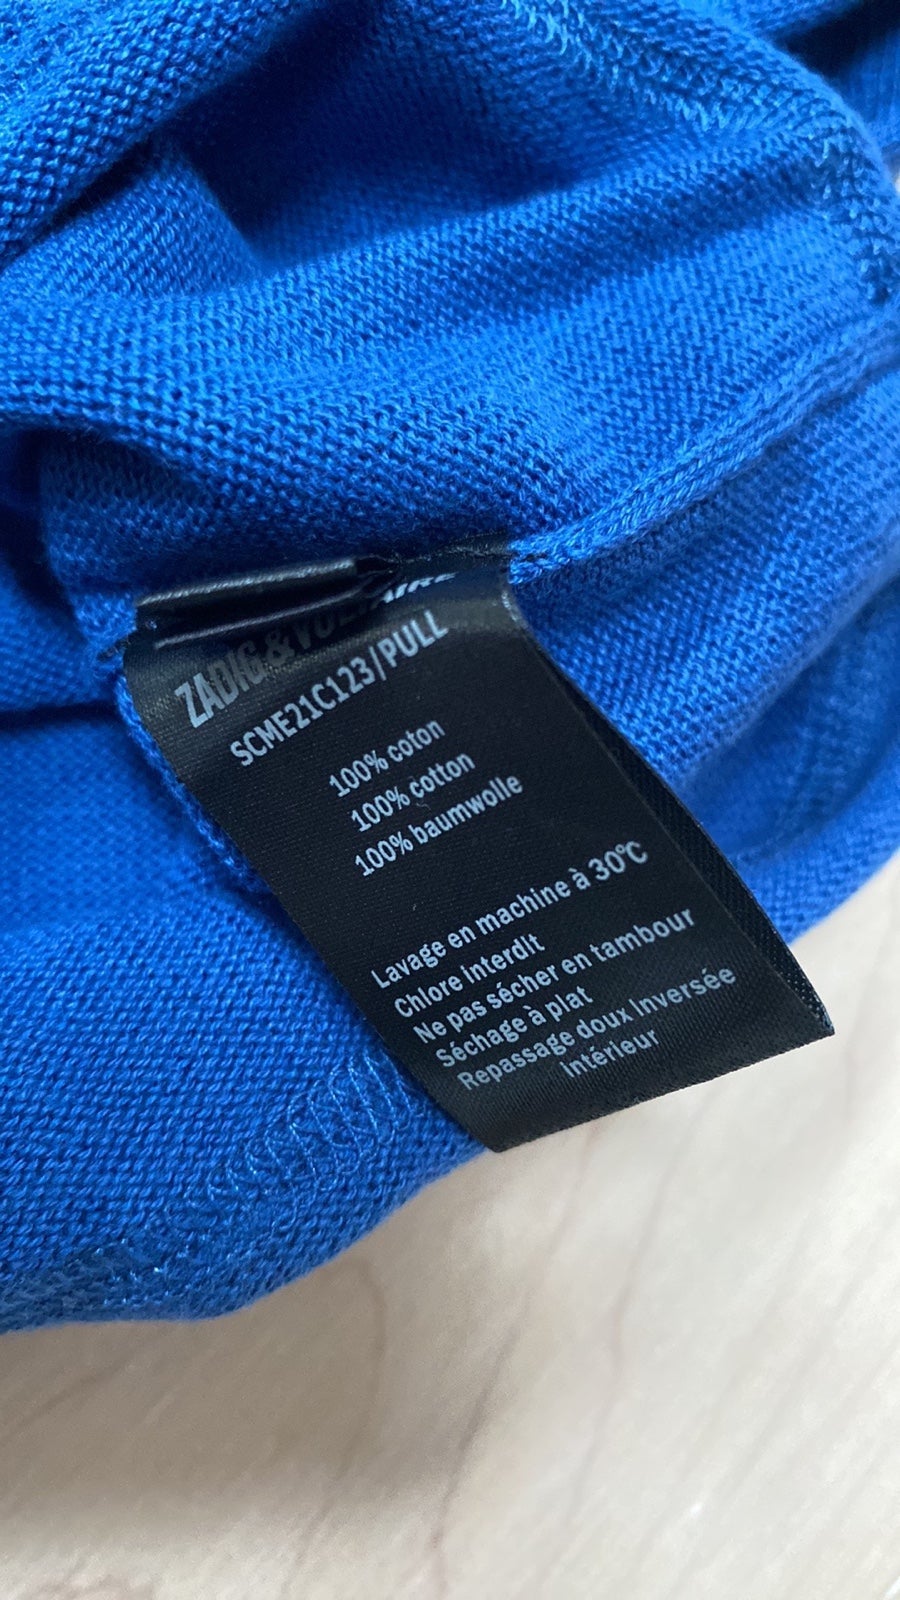 ZADIG&VOLTAIRE
SCME21C123/PULL
100% coton
100% cotton
100% baumwolle
Lavage en machine à 30°C
Chlore interdit
Ne pas sécher en tambour
Séchage à plat
Repassage doux inversée
intérieur